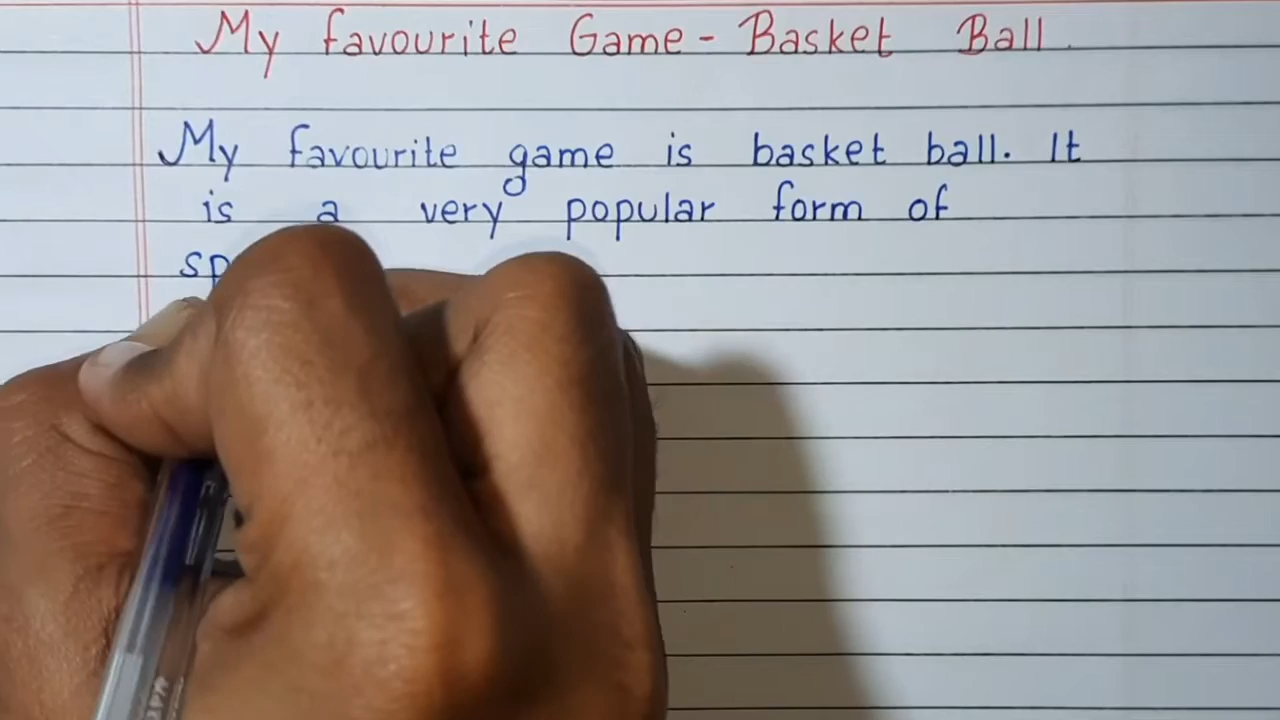 My favourite Game - Basket Ball.
My favourite game is basket ball. It
is a very popular form of